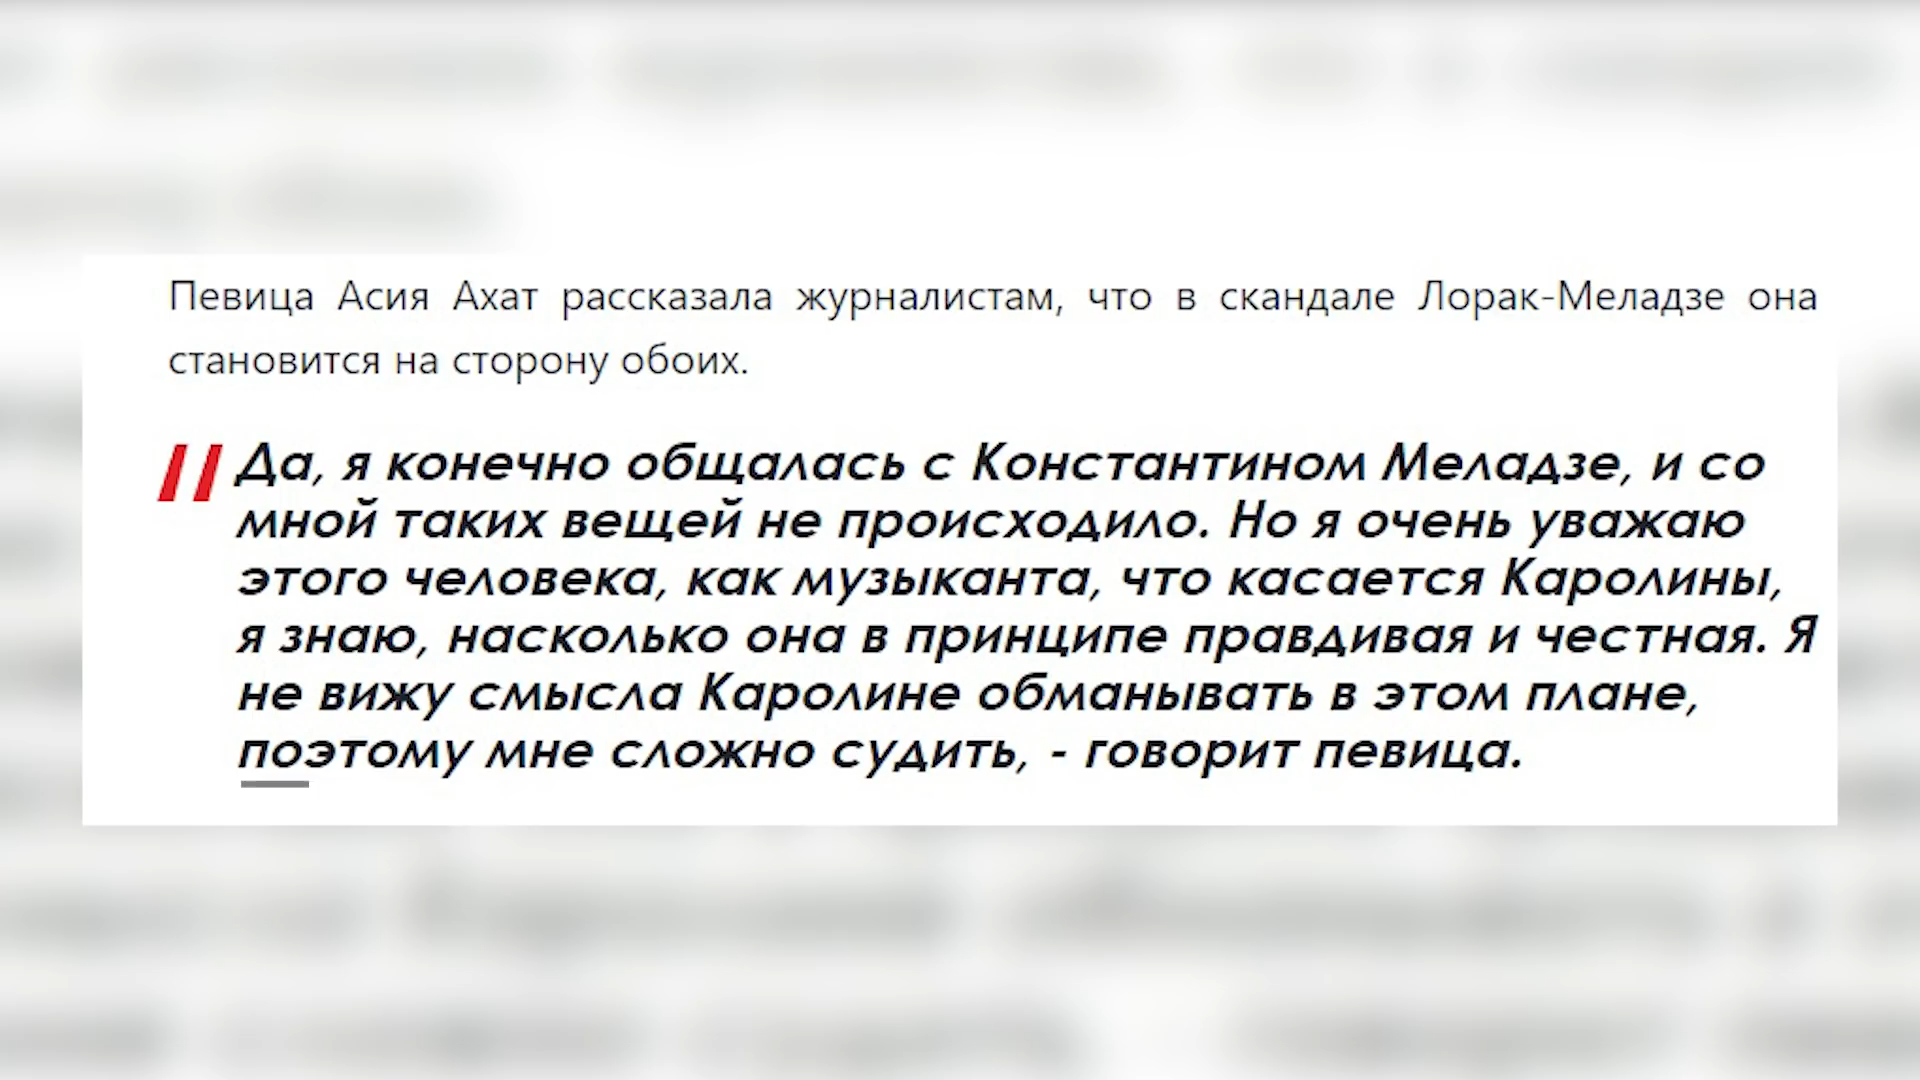 Певица Асия Ахат рассказала журналистам, что в скандале Лорак-Меладзе она
становится на сторону обоих.
Да, я конечно общалась с Константином Меладзе, и со
мной таких вещей не происходило. Но я очень уважаю
этого человека, как музыканта, что касается Каролины,
я знаю, насколько она в принципе правдивая и честная. Я
не вижу смысла Каролине обманывать в этом плане,
поэтому мне сложно судить, - говорит певица.